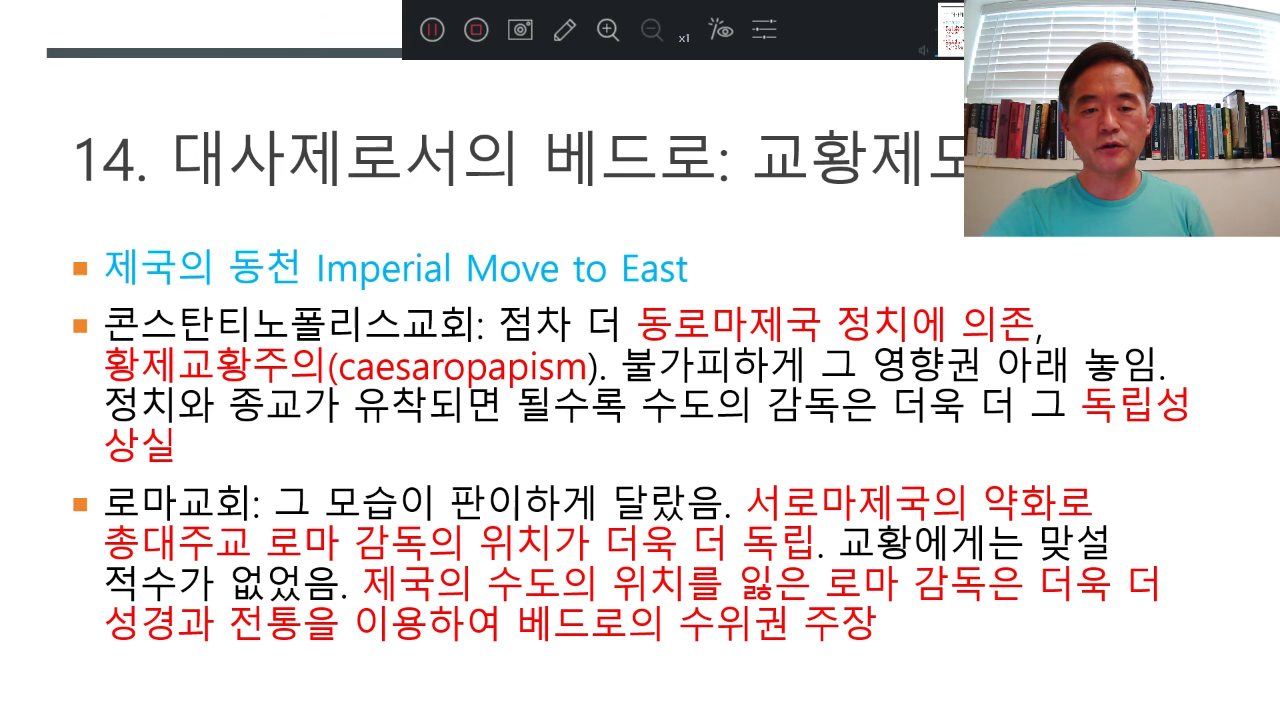 x1
14. 대사제로서의 베드로: 교황제도
제국의 동천 Imperial Move to East
콘스탄티노폴리스교회: 점차 더 동로마제국 정치에 의존,
황제교황주의(caesaropapism). 불가피하게 그 영향권 아래 놓임.
정치와 종교가 유착되면 될수록 수도의 감독은 더욱 더 그 독립성
상실
로마교회: 그 모습이 판이하게 달랐음. 서로마제국의 약화로
총대주교 로마 감독의 위치가 더욱 더 독립. 교황에게는 맞설
적수가 없었음. 제국의 수도의 위치를 잃은 로마 감독은 더욱 더
성경과 전통을 이용하여 베드로의 수위권 주장